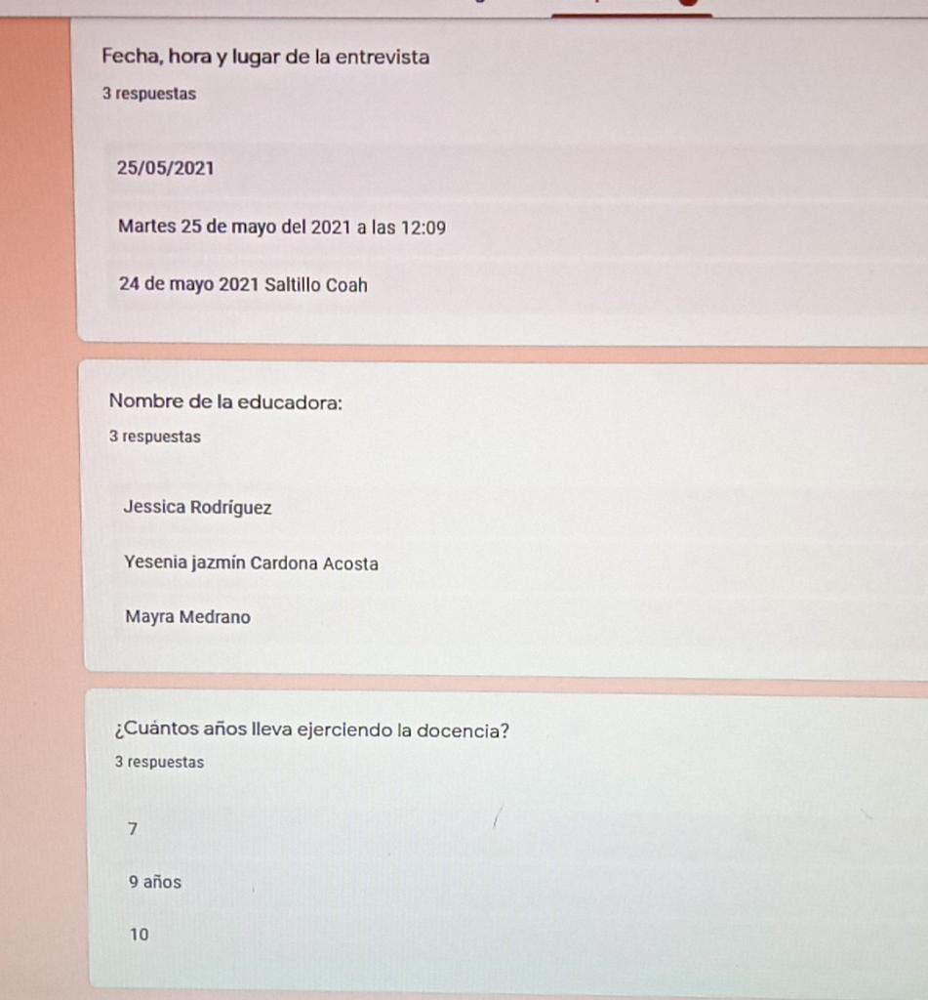 Fecha, hora y lugar de la entrevista
3 respuestas
25/05/2021
Martes 25 de mayo del 2021 a las 12:09
24 de mayo 2021 Saltillo Coah
Nombre de la educadora:
3 respuestas
Jessica Rodríguez
Yesenia jazmín Cardona Acosta
Mayra Medrano
¿Cuántos años lleva ejerciendo la docencia?
3 respuestas
7
9 años
10